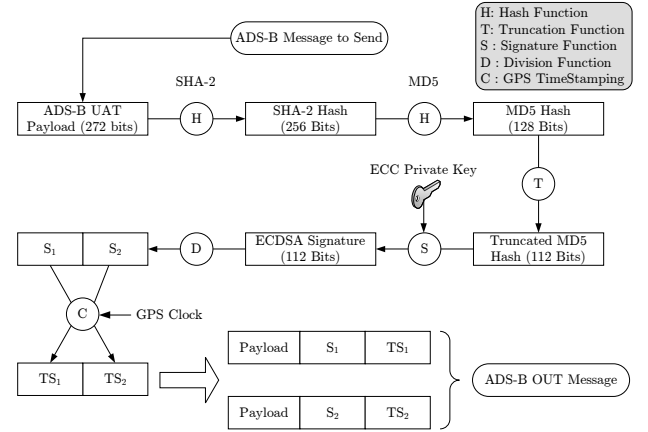 ADS-B Message to Send
H: Hash Function
T: Truncation Function
S : Signature Function
D : Division Function
C : GPS TimeStamping
SHA-2
MD5
ADS-B UAT
Payload (272 bits)
H
SHA-2 Hash
(256 Bits)
H
MD5 Hash
(128 Bits)
ECC Private Key
T
S1
S2
D
ECDSA Signature
(112 Bits)
S
Truncated MD5
Hash (112 Bits)
C
GPS Clock
TS1
TS2
Payload
S1
TS1
ADS-B OUT Message
Payload
S2
TS2